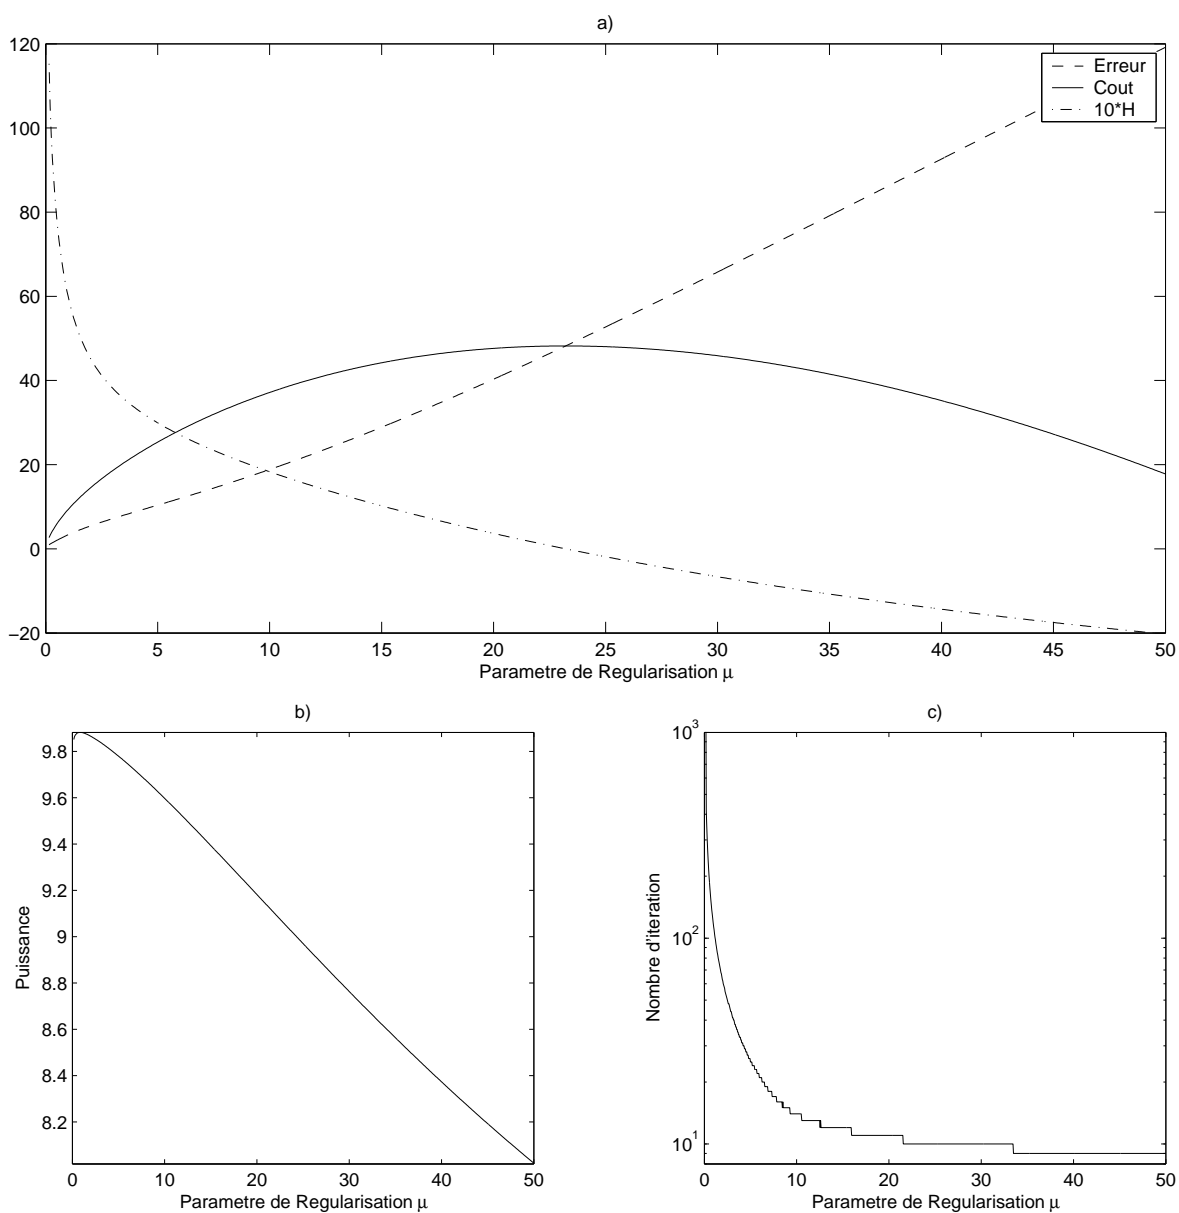 a)
120
100
80
60
40
20
0
−20
0 5 10 15 20 25 30 35 40 45 50
Parametre de Regularisation μ
Erreur
Cout
10*H
b)
9.8
9.6
9.4
9.2
9
8.8
8.6
8.4
8.2
Puissance
0 10 20 30 40 50
Parametre de Regularisation μ
c)
10³
10²
10¹
Nombre d'iteration
0 10 20 30 40 50
Parametre de Regularisation μ